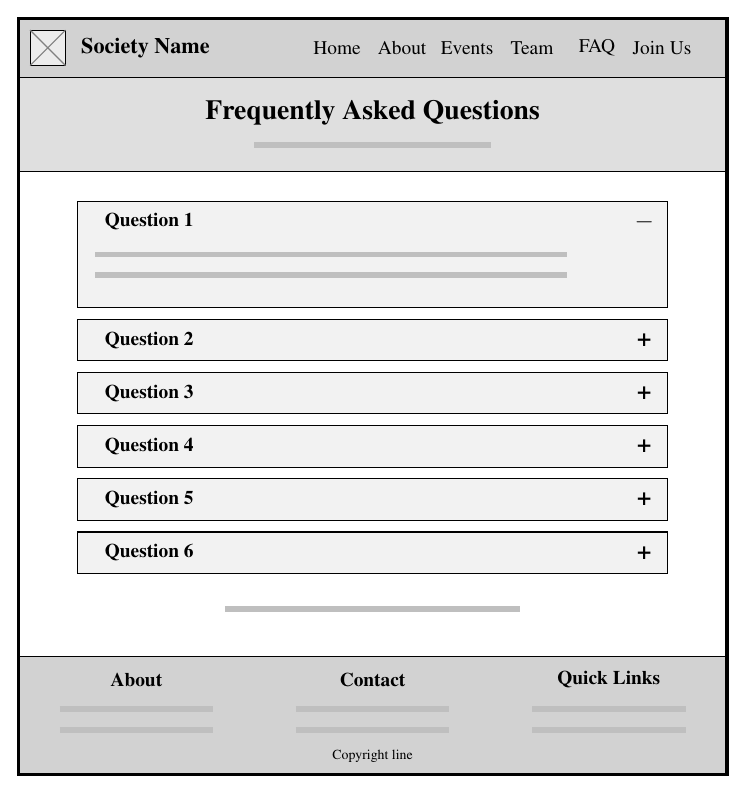 Society Name Home About Events Team FAQ Join Us
Frequently Asked Questions
Question 1 —
Question 2 +
Question 3 +
Question 4 +
Question 5 +
Question 6 +
About Contact Quick Links
Copyright line